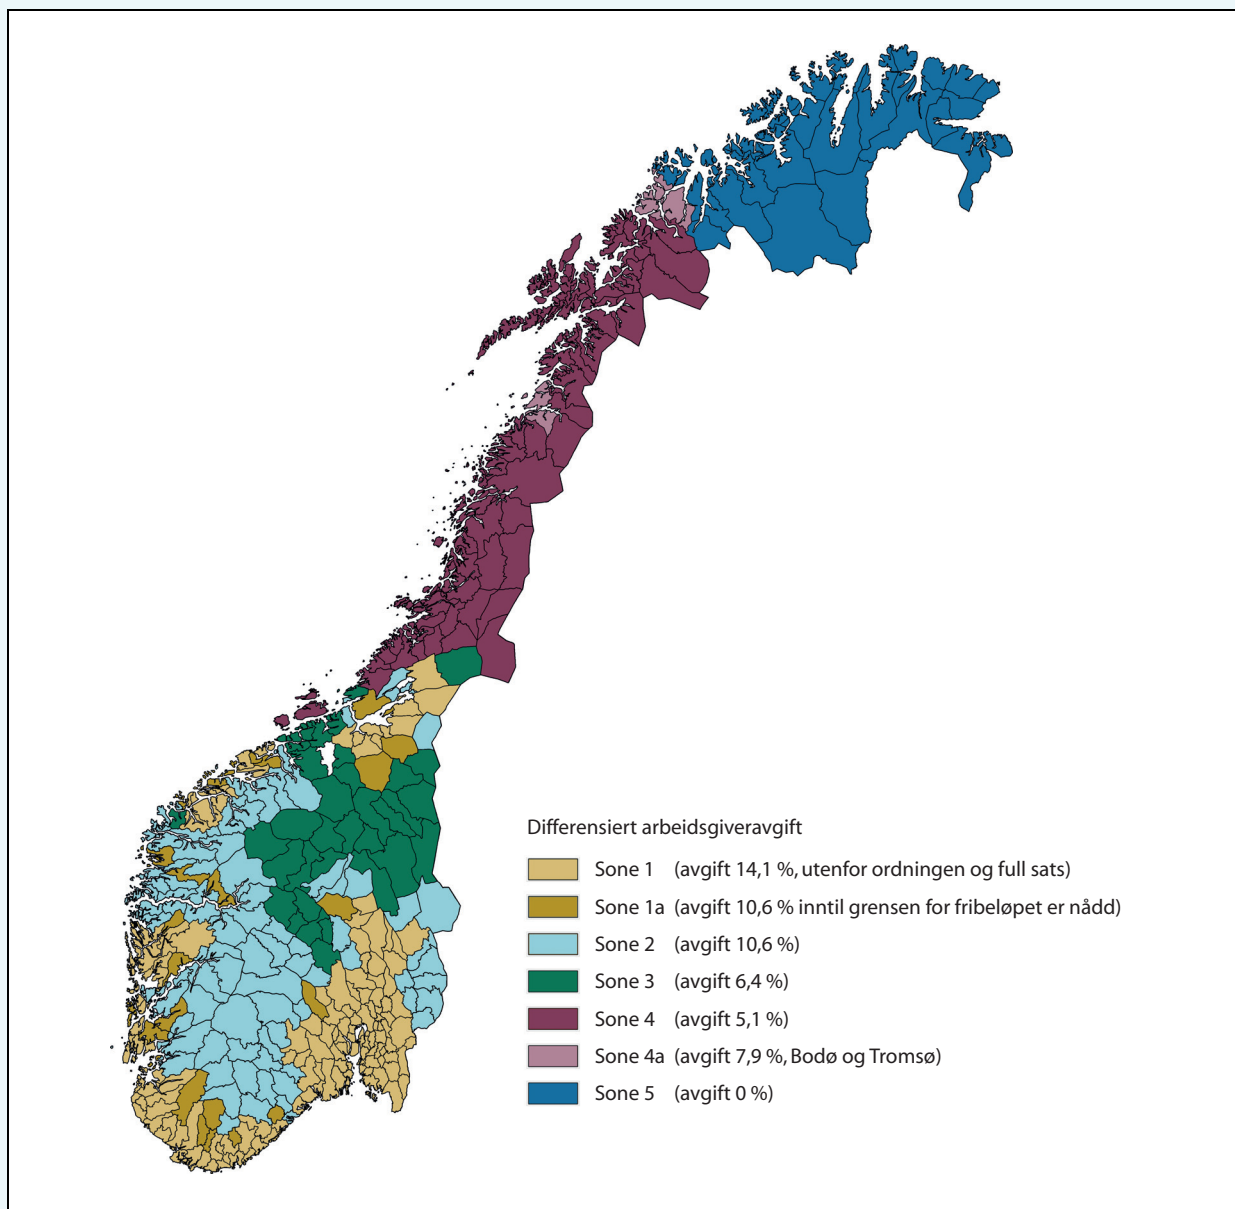 Differensiert arbeidsgiveravgift
Sone 1 (avgift 14,1 %, utenfor ordningen og full sats)
Sone 1a (avgift 10,6 % inntil grensen for fribeløpet er nådd)
Sone 2 (avgift 10,6 %)
Sone 3 (avgift 6,4 %)
Sone 4 (avgift 5,1 %)
Sone 4a (avgift 7,9 %, Bodø og Tromsø)
Sone 5 (avgift 0 %)